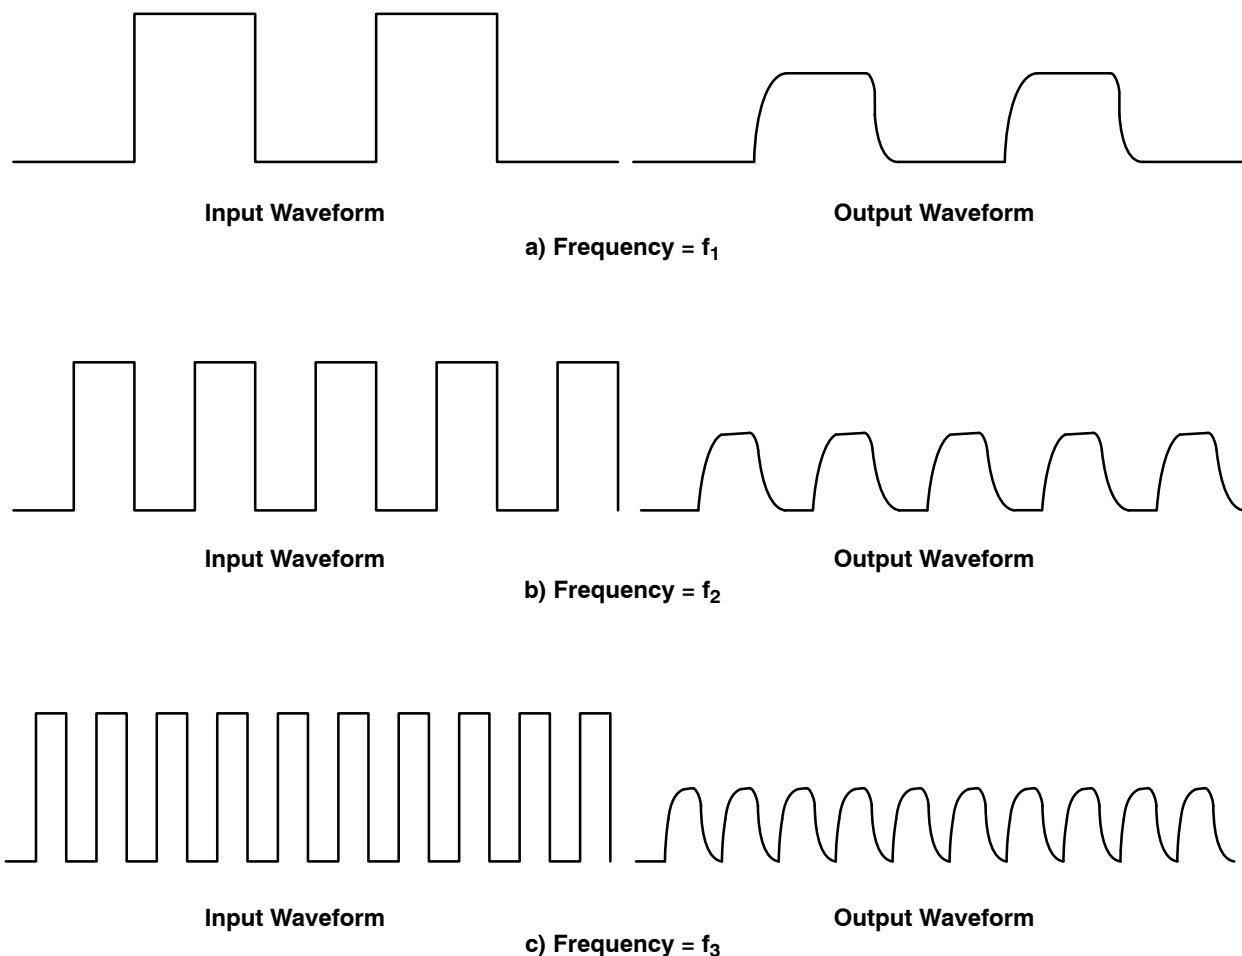 Input Waveform
Output Waveform
a) Frequency = f₁
Input Waveform
Output Waveform
b) Frequency = f₂
Input Waveform
Output Waveform
c) Frequency = f₃